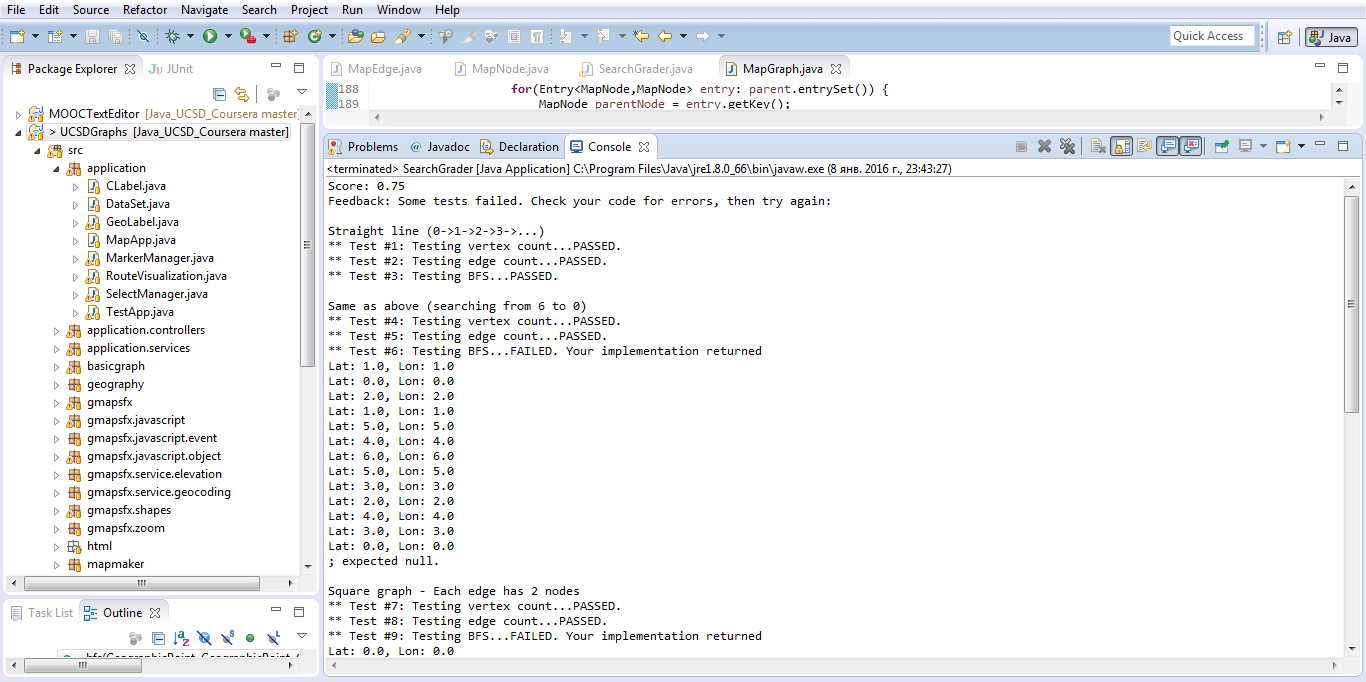 File Edit Source Refactor Navigate Search Project Run Window Help
Quick Access
Java
Package Explorer
JUnit
MOOCTextEditor [Java_UCSD_Coursera master]
> UCSDGraphs [Java_UCSD_Coursera master]
src
application
CLabel.java
DataSet.java
GeoLabel.java
MapApp.java
MarkerManager.java
RouteVisualization.java
SelectManager.java
TestApp.java
application.controllers
application.services
basicgraph
geography
gmapsfx
gmapsfx.javascript
gmapsfx.javascript.event
gmapsfx.javascript.object
gmapsfx.service.elevation
gmapsfx.service.geocoding
gmapsfx.shapes
gmapsfx.zoom
html
mapmaker
Task List
Outline
MapEdge.java
MapNode.java
SearchGrader.java
MapGraph.java
188 for(Entry<MapNode,MapNode> entry: parent.entrySet()) {
189 MapNode parentNode = entry.getKey();
Problems
@ Javadoc
Declaration
Console
<terminated> SearchGrader [Java Application] C:\Program Files\Java\jre1.8.0_66\bin\javaw.exe (8 янв. 2016 г., 23:43:27)
Score: 0.75
Feedback: Some tests failed. Check your code for errors, then try again:
Straight line (0->1->2->3->...)
** Test #1: Testing vertex count...PASSED.
** Test #2: Testing edge count...PASSED.
** Test #3: Testing BFS...PASSED.
Same as above (searching from 6 to 0)
** Test #4: Testing vertex count...PASSED.
** Test #5: Testing edge count...PASSED.
** Test #6: Testing BFS...FAILED. Your implementation returned
Lat: 1.0, Lon: 1.0
Lat: 0.0, Lon: 0.0
Lat: 2.0, Lon: 2.0
Lat: 1.0, Lon: 1.0
Lat: 5.0, Lon: 5.0
Lat: 4.0, Lon: 4.0
Lat: 6.0, Lon: 6.0
Lat: 5.0, Lon: 5.0
Lat: 3.0, Lon: 3.0
Lat: 2.0, Lon: 2.0
Lat: 4.0, Lon: 4.0
Lat: 3.0, Lon: 3.0
Lat: 0.0, Lon: 0.0
; expected null.
Square graph - Each edge has 2 nodes
** Test #7: Testing vertex count...PASSED.
** Test #8: Testing edge count...PASSED.
** Test #9: Testing BFS...FAILED. Your implementation returned
Lat: 0.0, Lon: 0.0